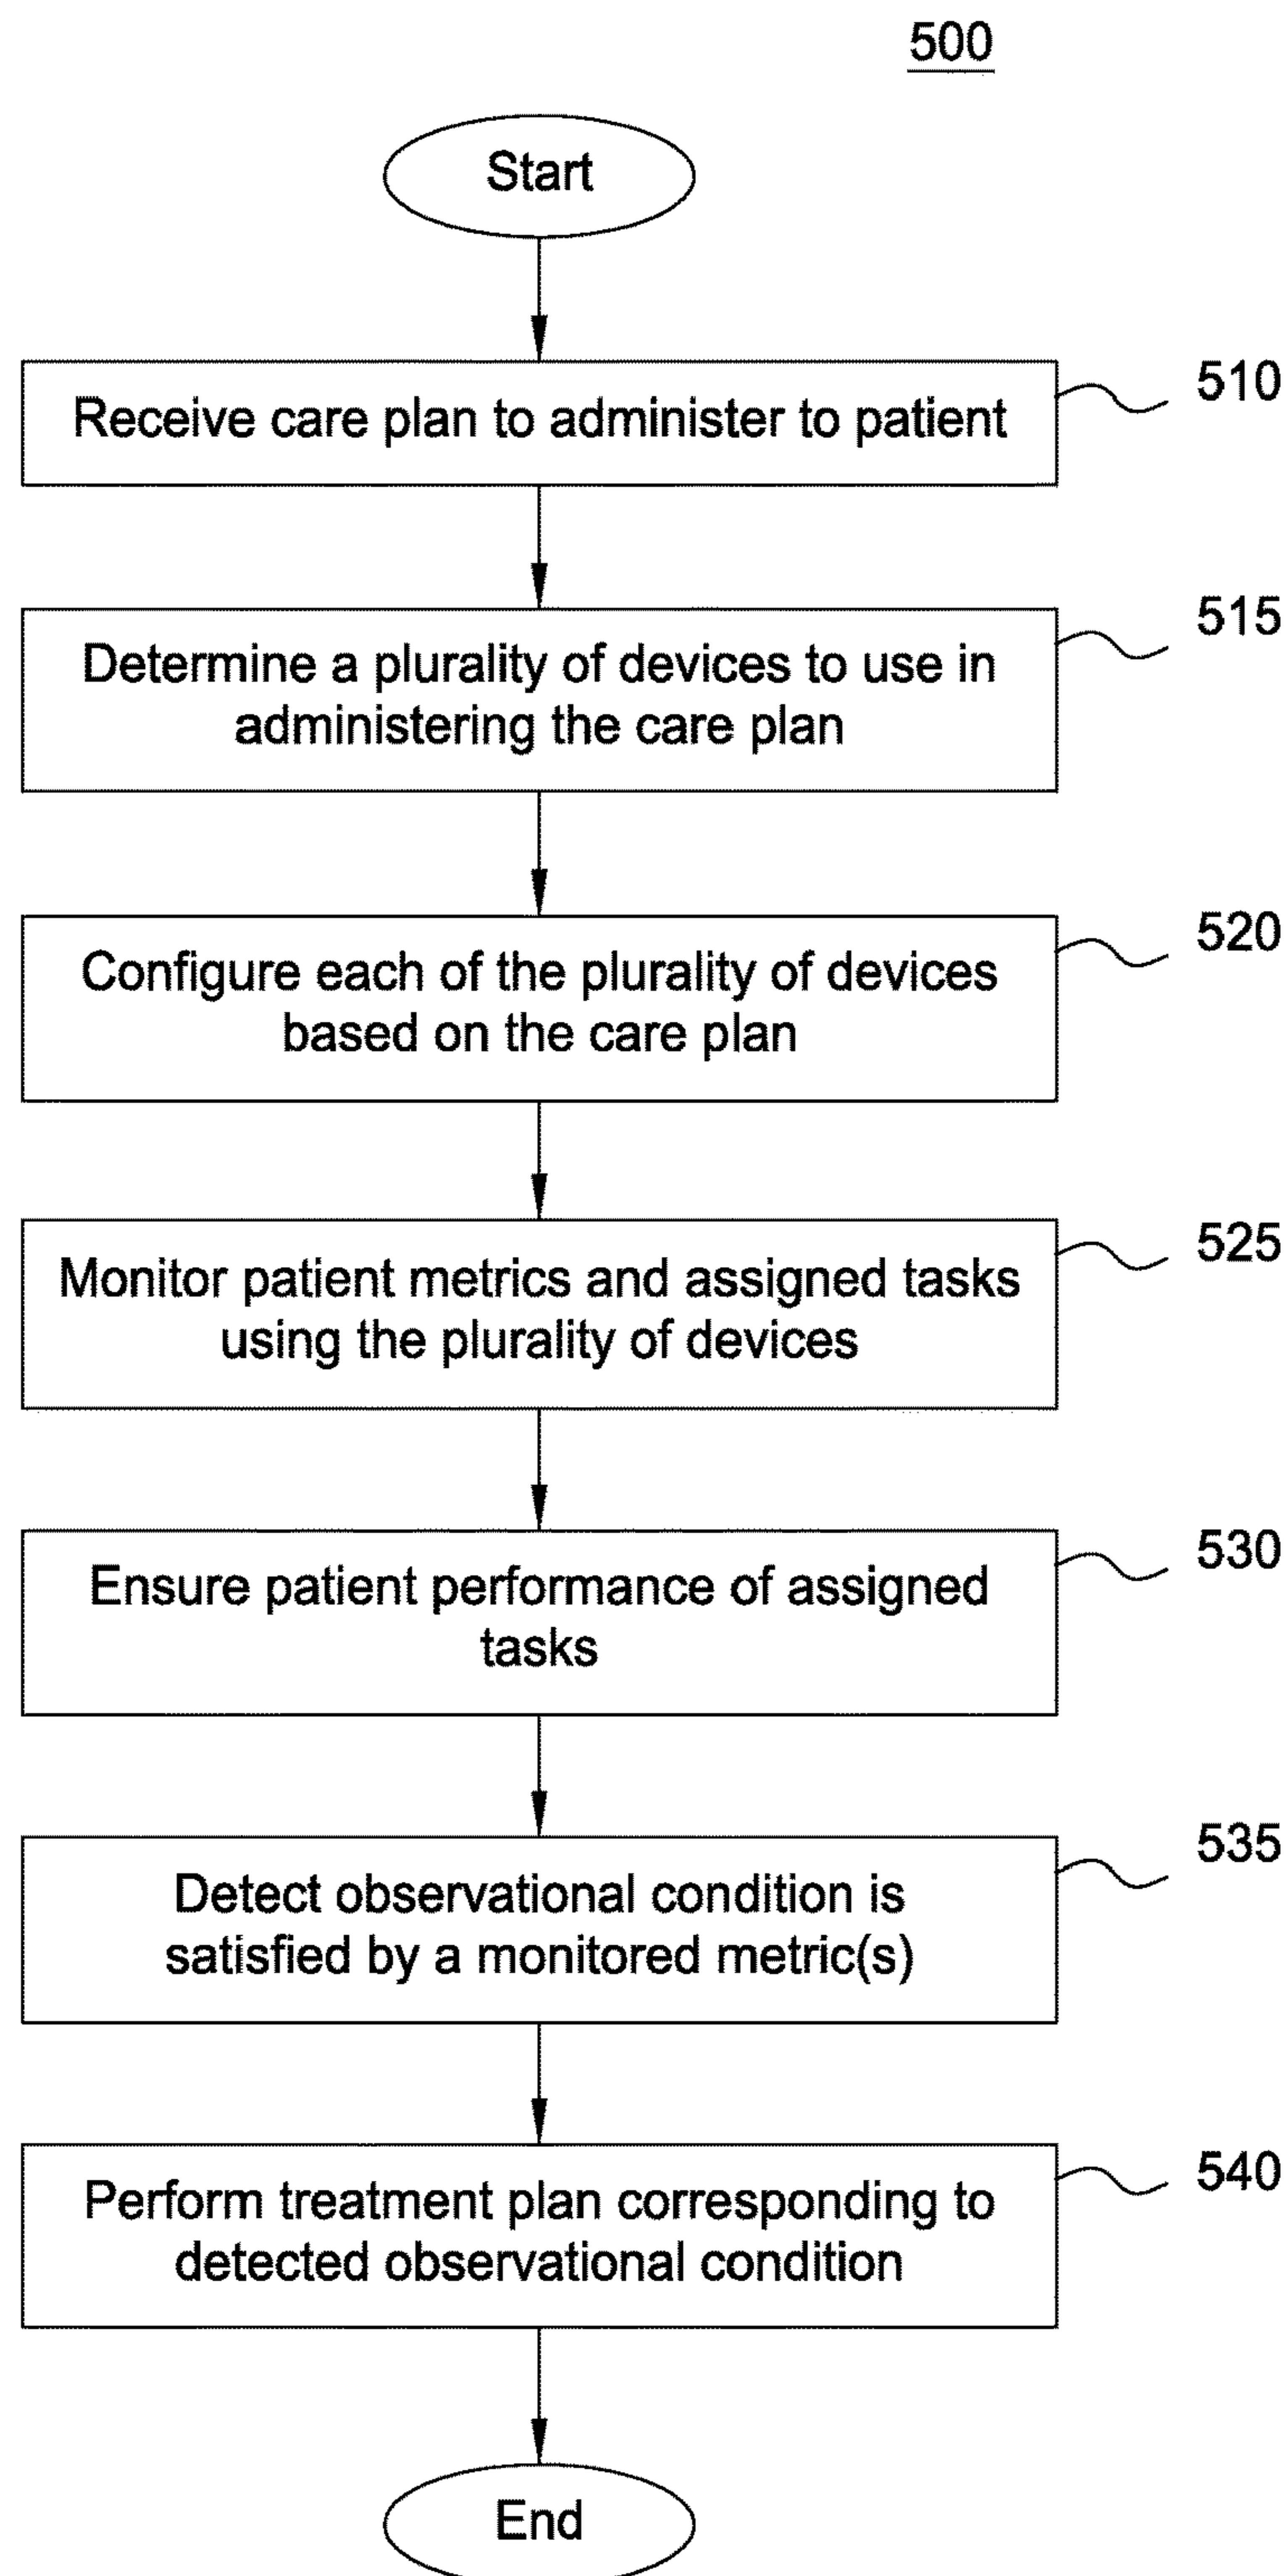 500
Start
Receive care plan to administer to patient
510
Determine a plurality of devices to use in
administering the care plan
515
Configure each of the plurality of devices
based on the care plan
520
Monitor patient metrics and assigned tasks
using the plurality of devices
525
Ensure patient performance of assigned
tasks
530
Detect observational condition is
satisfied by a monitored metric(s)
535
Perform treatment plan corresponding to
detected observational condition
540
End